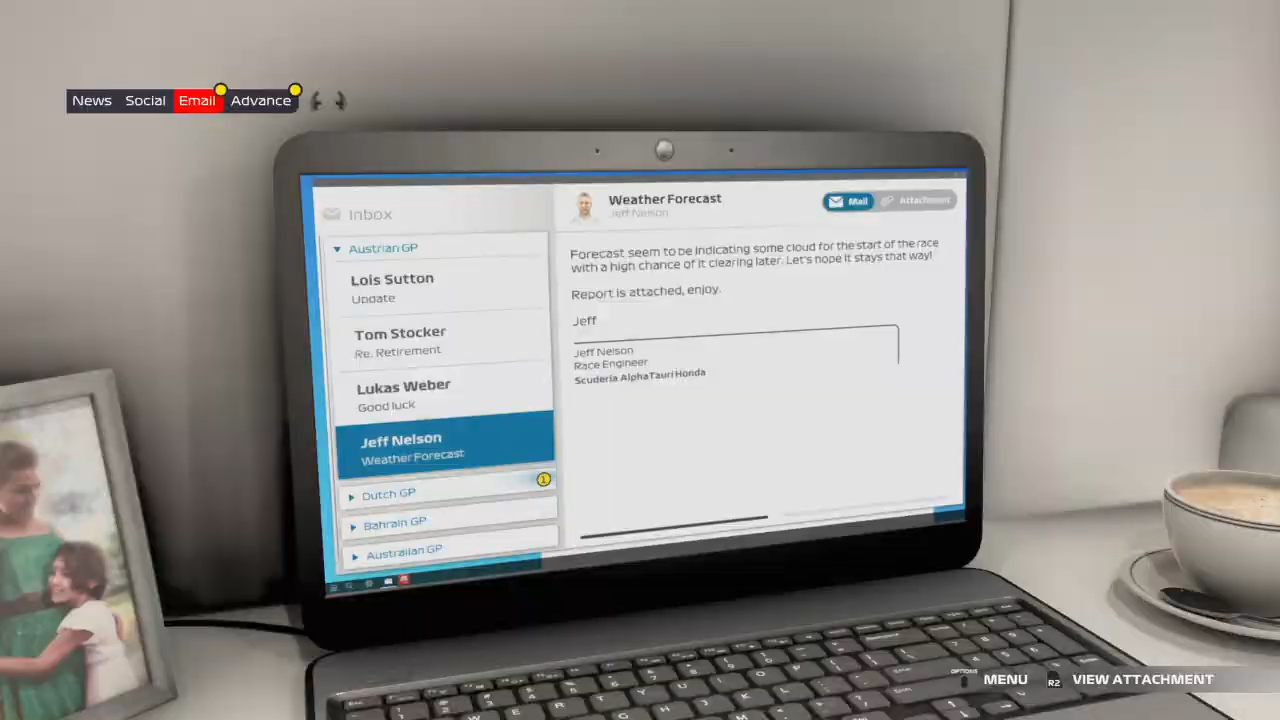 News Social Email Advance
Inbox
Austrian GP
Lois Sutton
Update
Tom Stocker
Re. Retirement
Lukas Weber
Good luck
Jeff Nelson
Weather Forecast
1
Dutch GP
Bahrain GP
Australian GP
Weather Forecast
Jeff Nelson
Mail Attachment
Forecast seem to be indicating some cloud for the start of the race
with a high chance of it clearing later. Let's hope it stays that way!
Report is attached, enjoy.
Jeff
Jeff Nelson
Race Engineer
Scuderia AlphaTauri Honda
OPTIONS MENU R2 VIEW ATTACHMENT